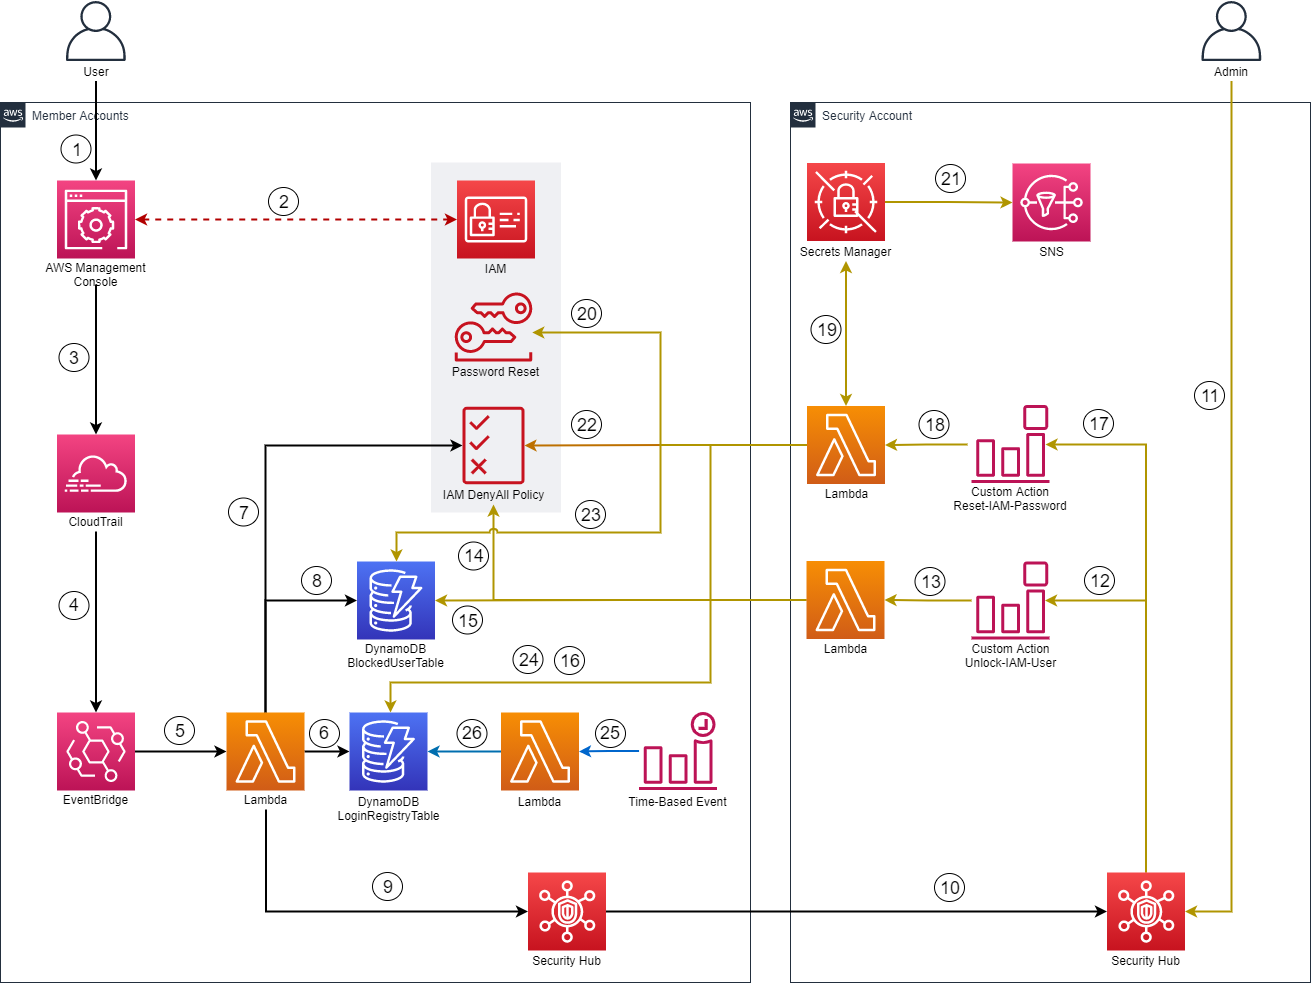 User
Admin
aws
Member Accounts
aws
Security Account
1
2
21
AWS Management
Console
IAM
Secrets Manager
SNS
20
19
3
Password Reset
11
22
18
17
IAM DenyAll Policy
Lambda
Custom Action
Reset-IAM-Password
7
23
CloudTrail
14
8
13
12
4
15
DynamoDB
BlockedUserTable
Lambda
Custom Action
Unlock-IAM-User
24
16
5
6
26
25
EventBridge
Lambda
DynamoDB
LoginRegistryTable
Lambda
Time-Based Event
9
10
Security Hub
Security Hub